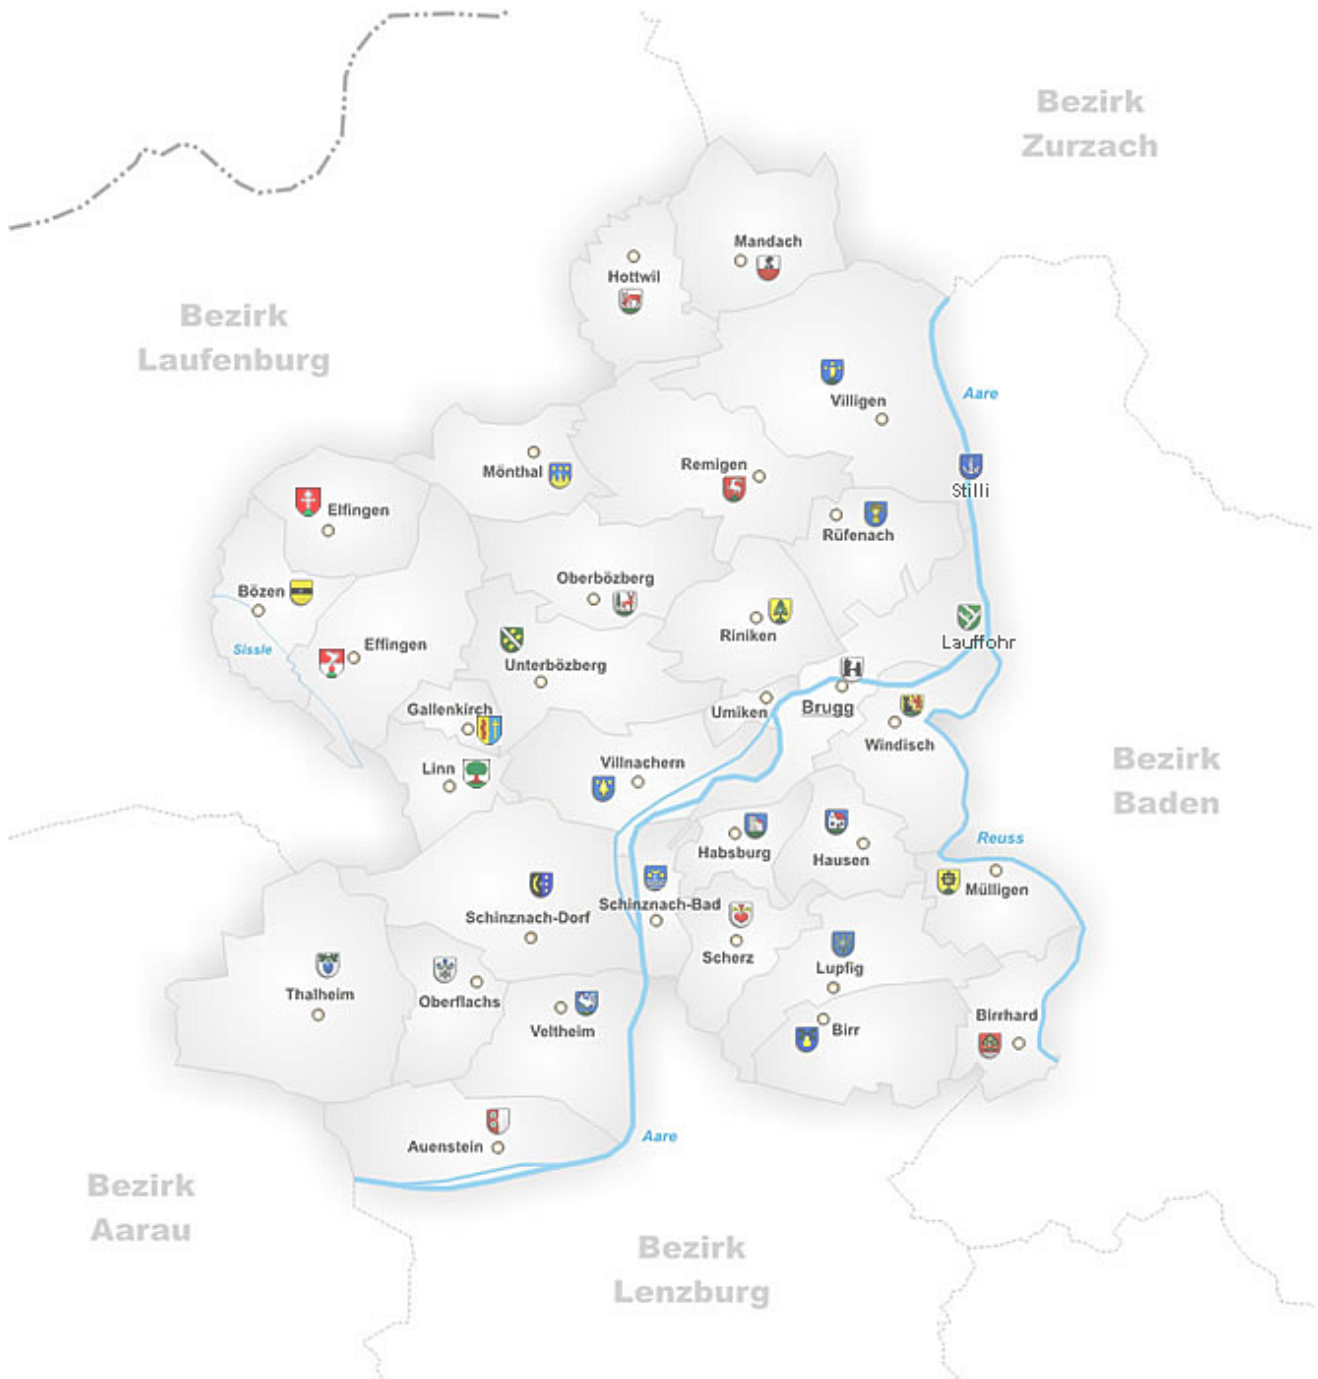 Bezirk
Zurzach
Mandach
Hottwil
Bezirk
Laufenburg
Aare
Villigen
Remigen
Mönthal
Stilli
Elfingen
Rüfenach
Oberbözberg
Bözen
Riniken
Lauffohr
Effingen
Sissle
Unterbözberg
Gallenkirch
Umiken
Brugg
Windisch
Villnachern
Linn
Bezirk
Baden
Reuss
Habsburg
Hausen
Mülligen
Schinznach-Bad
Schinznach-Dorf
Scherz
Lupfig
Thalheim
Oberflachs
Birrhard
Veltheim
Birr
Aare
Auenstein
Bezirk
Aarau
Bezirk
Lenzburg